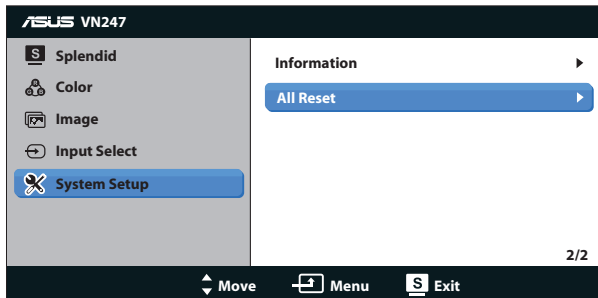 ASUS VN247
S Splendid
Color
Image
Input Select
System Setup
Information
All Reset
2/2
Move Menu S Exit